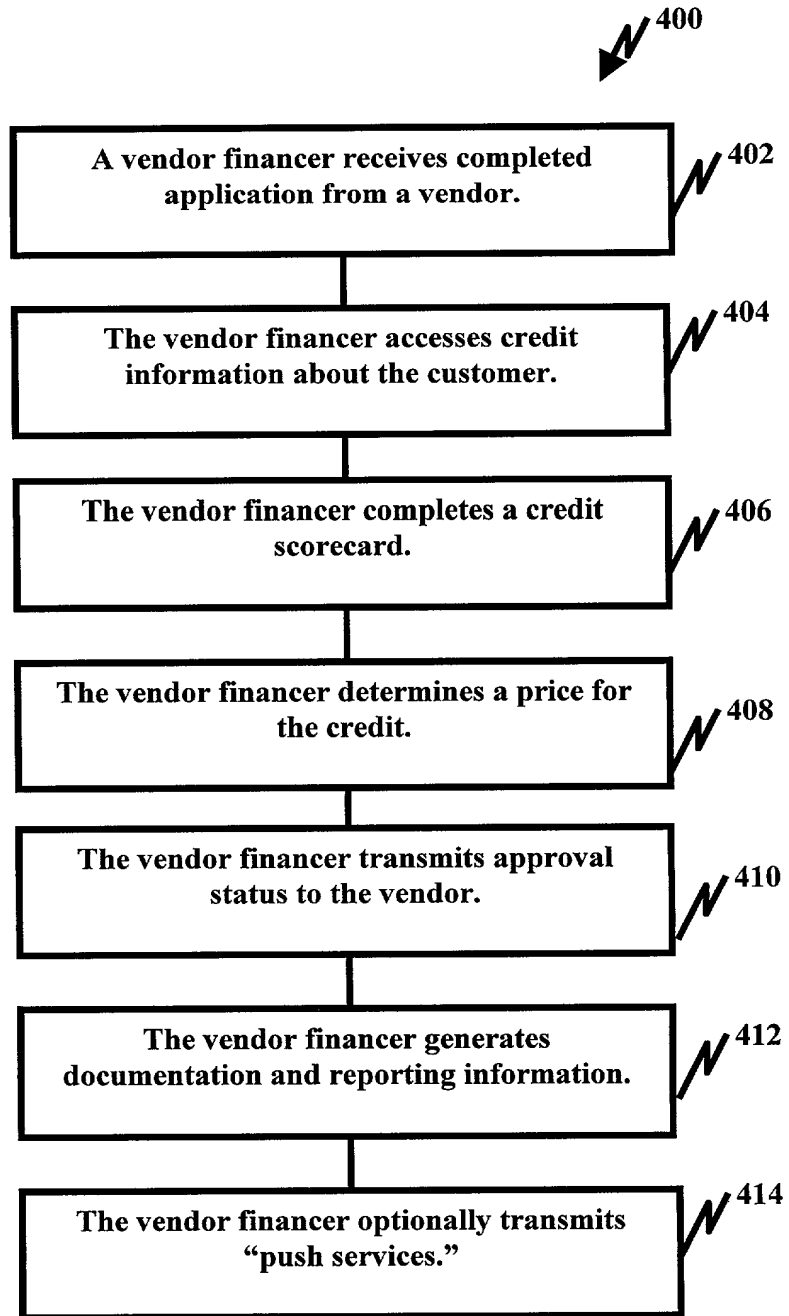 400
A vendor financer receives completed
application from a vendor.
402
The vendor financer accesses credit
information about the customer.
404
The vendor financer completes a credit
scorecard.
406
The vendor financer determines a price for
the credit.
408
The vendor financer transmits approval
status to the vendor.
410
The vendor financer generates
documentation and reporting information.
412
The vendor financer optionally transmits
“push services.”
414